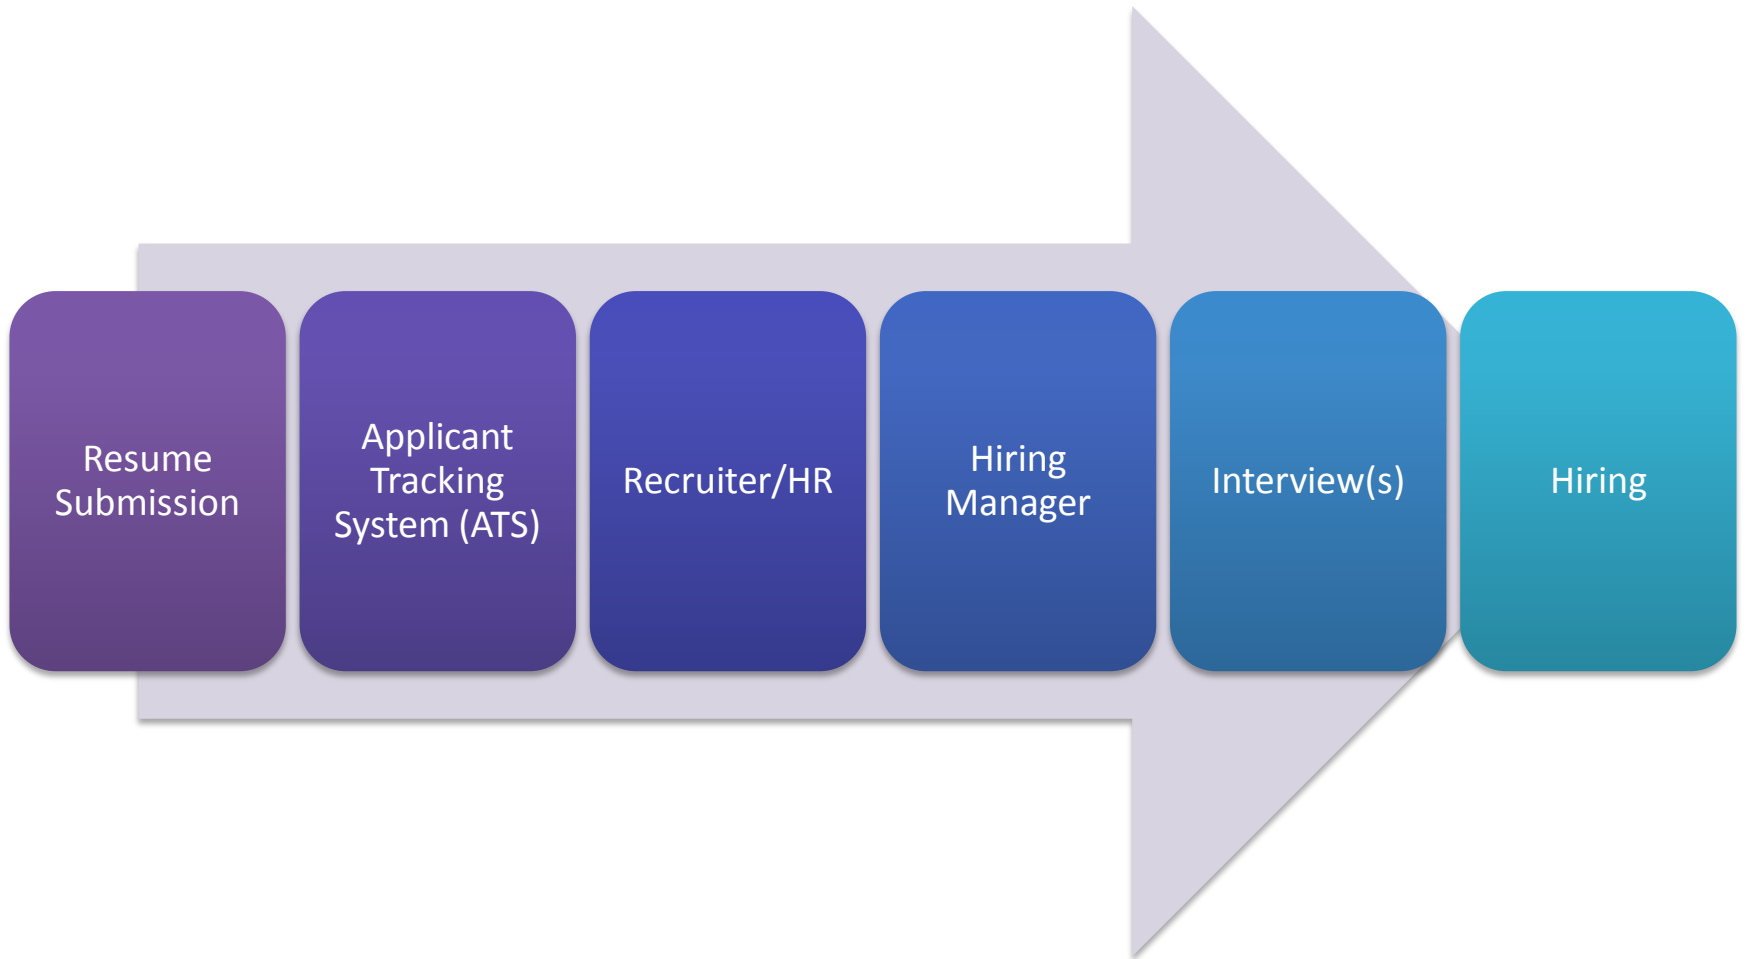 Resume
Submission
Applicant
Tracking
System (ATS)
Recruiter/HR
Hiring
Manager
Interview(s)
Hiring